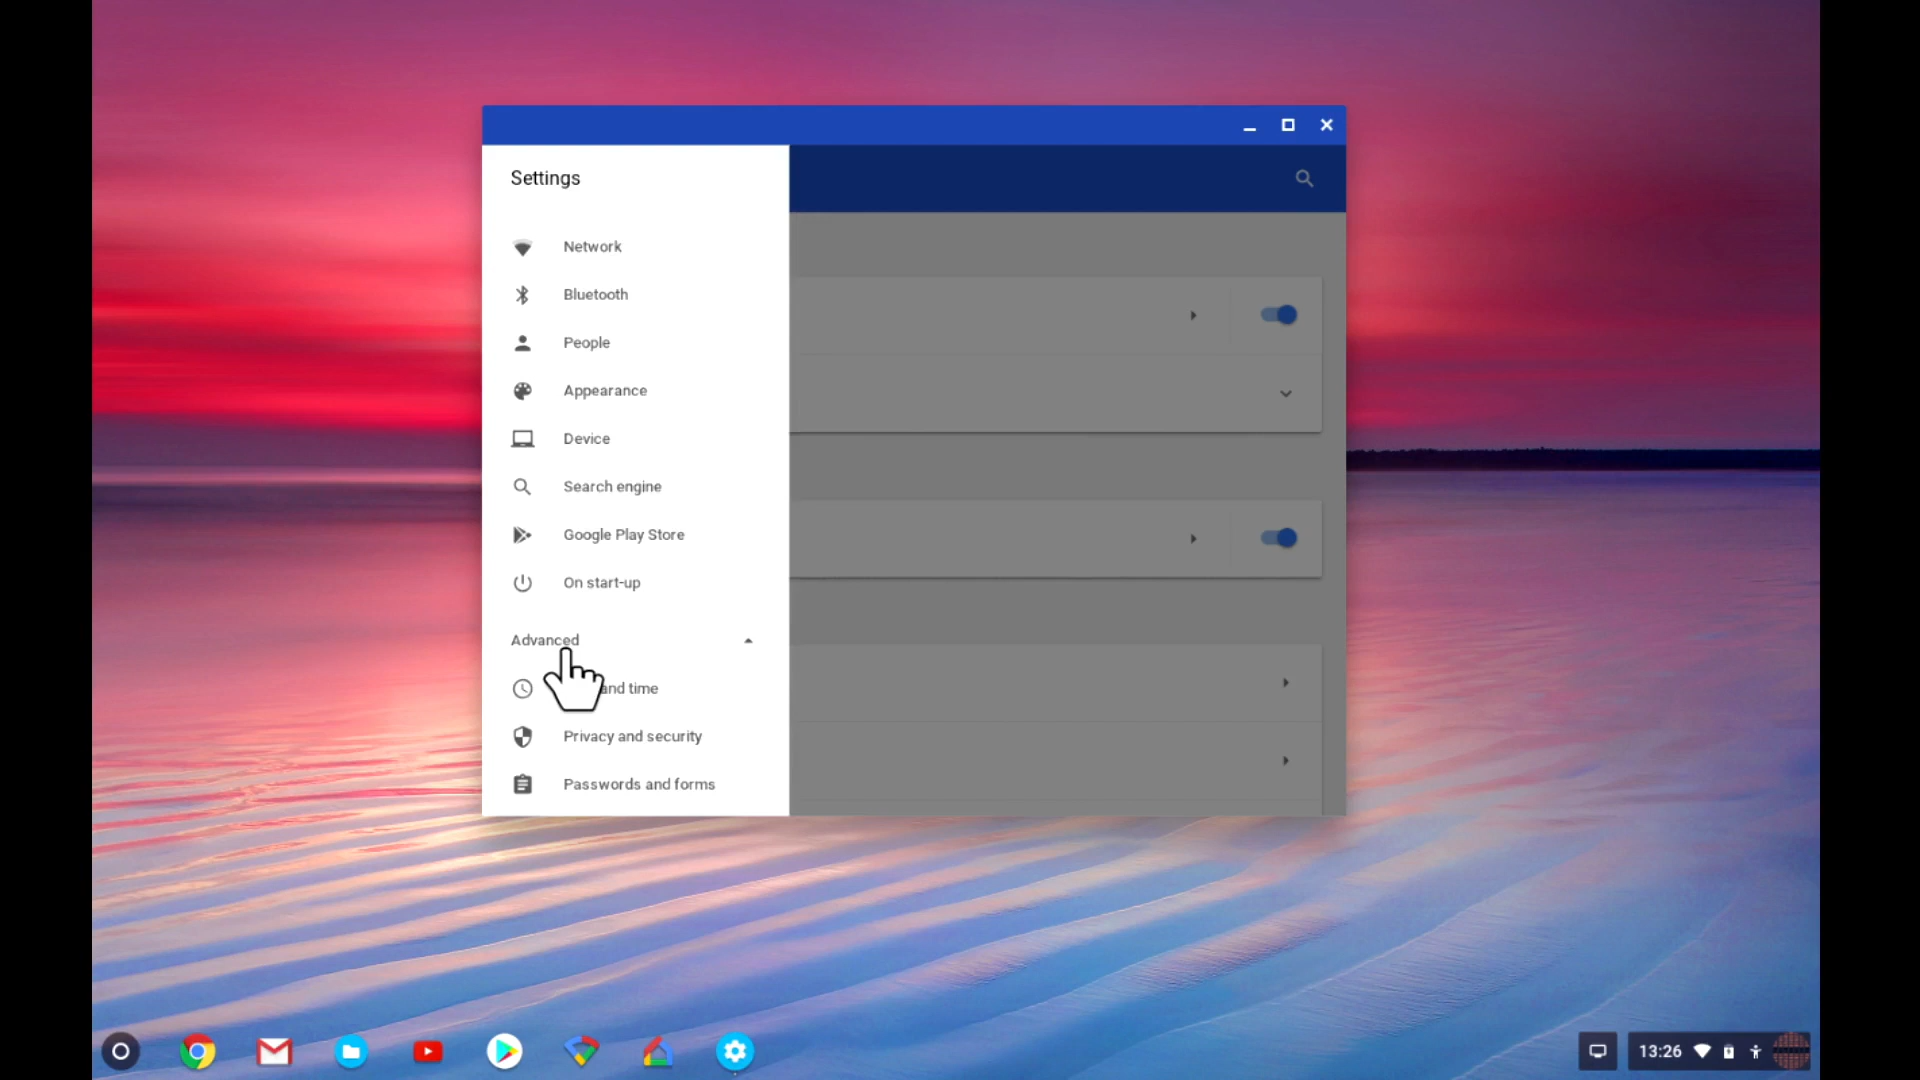 Settings
Network
Bluetooth
People
Appearance
Device
Search engine
Google Play Store
On start-up
Advanced
and time
Privacy and security
Passwords and forms
13:26